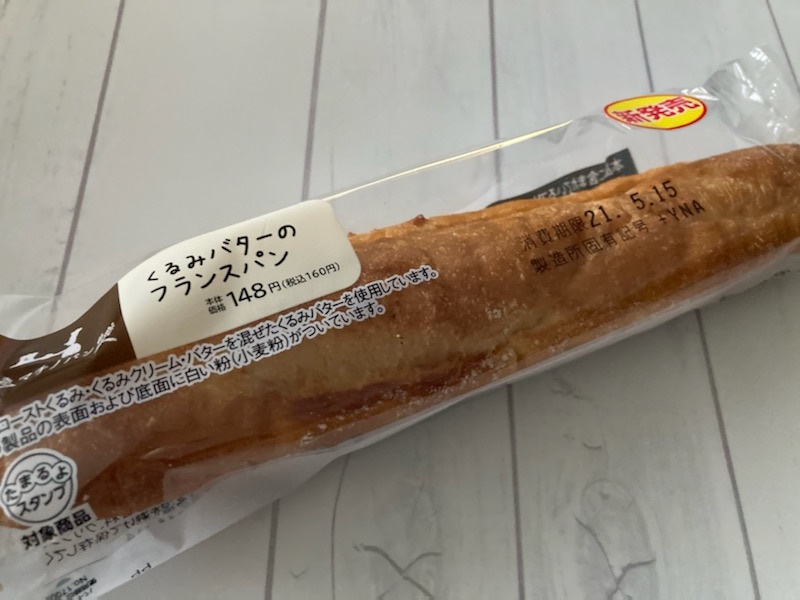 新発売
消費期限21. 5.15
製造所固有記号 +YNA
くるみバターの
フランスパン
本体
価格 148円(税込160円)
ローストくるみ・くるみクリーム・バターを混ぜたくるみバターを使用しています。
製品の表面および底面に白い粉(小麦粉)がついています。
たまるよ
スタンプ
対象商品